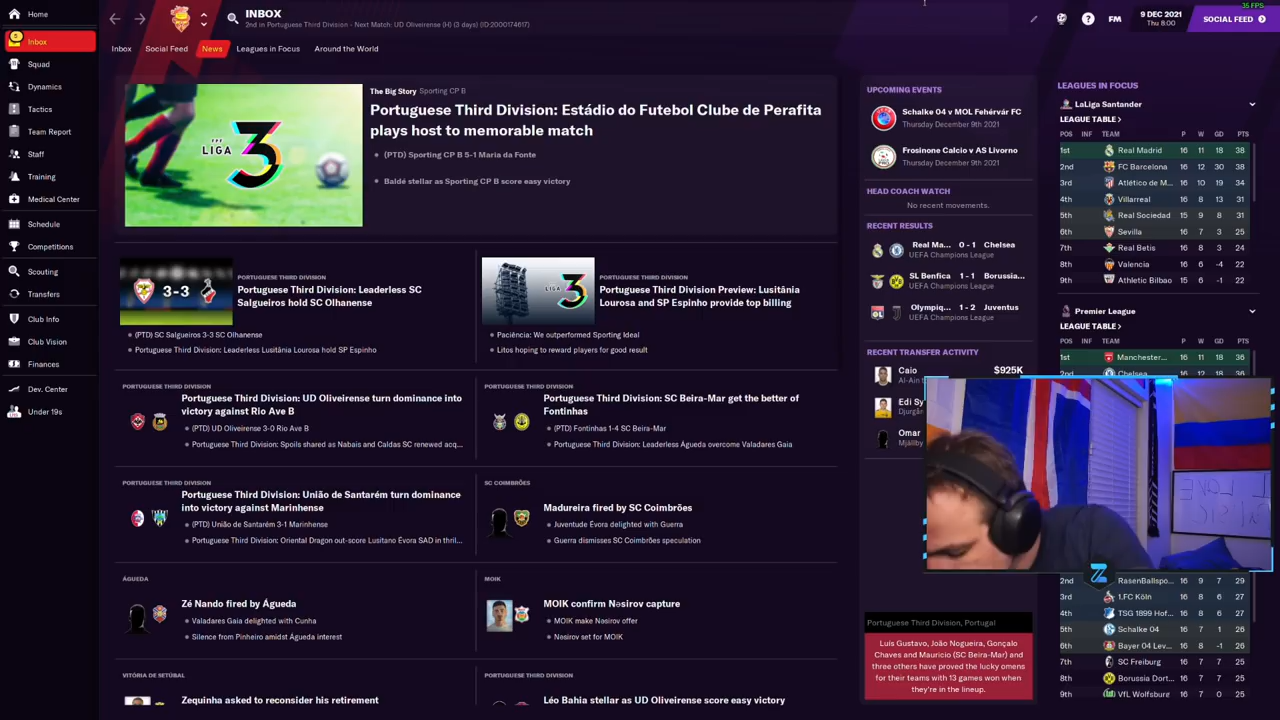 35 FPS
Home
INBOX
2nd in Portuguese Third Division - Next Match: UD Oliveirense (H) (3 days) (ID:2000174617)
FM
9 DEC 2021
Thu 8:00
SOCIAL FEED
5
Inbox
Squad
Dynamics
Tactics
Team Report
Staff
Training
Medical Center
Schedule
Competitions
Scouting
Transfers
Club Info
Club Vision
Finances
Dev. Center
Under 19s
Inbox
Social Feed
News
Leagues in Focus
Around the World
LIGA 3
The Big Story Sporting CP B
Portuguese Third Division: Estádio do Futebol Clube de Perafita
plays host to memorable match
(PTD) Sporting CP B 5-1 Maria da Fonte
Baldé stellar as Sporting CP B score easy victory
3-3
PORTUGUESE THIRD DIVISION
Portuguese Third Division: Leaderless SC
Salgueiros hold SC Olhanense
(PTD) SC Salgueiros 3-3 SC Olhanense
Portuguese Third Division: Leaderless Lusitânia Lourosa hold SP Espinho
LIGA 3
PORTUGUESE THIRD DIVISION
Portuguese Third Division Preview: Lusitânia
Lourosa and SP Espinho provide top billing
Paciência: We outperformed Sporting Ideal
Litos hoping to reward players for good result
PORTUGUESE THIRD DIVISION
Portuguese Third Division: UD Oliveirense turn dominance into
victory against Rio Ave B
(PTD) UD Oliveirense 3-0 Rio Ave B
Portuguese Third Division: Spoils shared as Nabais and Caldas SC renewed acq...
PORTUGUESE THIRD DIVISION
Portuguese Third Division: SC Beira-Mar get the better of
Fontinhas
(PTD) Fontinhas 1-4 SC Beira-Mar
Portuguese Third Division: Leaderless Águeda overcome Valadares Gaia
PORTUGUESE THIRD DIVISION
Portuguese Third Division: União de Santarém turn dominance
into victory against Marinhense
(PTD) União de Santarém 3-1 Marinhense
Portuguese Third Division: Oriental Dragon out-score Lusitano Évora SAD in thril...
SC COIMBRÕES
Madureira fired by SC Coimbrões
Juventude Évora delighted with Guerra
Guerra dismisses SC Coimbrões speculation
ÁGUEDA
Zé Nando fired by Águeda
Valadares Gaia delighted with Cunha
Silence from Pinheiro amidst Águeda interest
MOIK
MOIK confirm Nəsirov capture
MOIK make Nəsirov offer
Nəsirov set for MOIK
VITÓRIA DE SETÚBAL
Zequinha asked to reconsider his retirement
PORTUGUESE THIRD DIVISION
Léo Bahia stellar as UD Oliveirense score easy victory
UPCOMING EVENTS
Schalke 04 v MOL Fehérvár FC
Thursday December 9th 2021
Frosinone Calcio v AS Livorno
Thursday December 9th 2021
HEAD COACH WATCH
No recent movements.
RECENT RESULTS
Real Ma... 0 - 1 Chelsea
UEFA Champions League
SL Benfica 1 - 1 Borussia...
UEFA Champions League
Olympiq... 1 - 2 Juventus
UEFA Champions League
RECENT TRANSFER ACTIVITY
Caio $925K
Al-Ain
Edi Sy
Djurgår
Omar
Mjällby
Portuguese Third Division, Portugal
Luís Gustavo, João Nogueira, Gonçalo
Chaves and Maurício (SC Beira-Mar) and
three others have proved the lucky omens
for their teams with 13 games won when
they're in the lineup.
LEAGUES IN FOCUS
LaLiga Santander
LEAGUE TABLE >
POS INF TEAM P W GD PTS
1st Real Madrid 16 11 18 38
2nd FC Barcelona 16 12 30 38
3rd Atlético de M... 16 10 19 34
4th Villarreal 16 8 13 31
5th Real Sociedad 15 9 8 31
6th Sevilla 16 7 3 25
7th Real Betis 16 8 3 24
8th Valencia 16 6 -4 22
9th Athletic Bilbao 15 6 -1 22
Premier League
LEAGUE TABLE >
POS INF TEAM P W GD PTS
1st Manchester... 16 11 18 36
2nd Chelsea
2nd RasenBallspo... 16 9 7 29
3rd 1.FC Köln 16 8 6 27
4th TSG 1899 Hof... 16 8 6 27
5th Schalke 04 16 7 1 26
6th Bayer 04 Lev... 16 8 -1 26
7th SC Freiburg 16 7 7 25
8th Borussia Dort... 16 7 7 25
9th VfL Wolfsburg 16 7 0 25